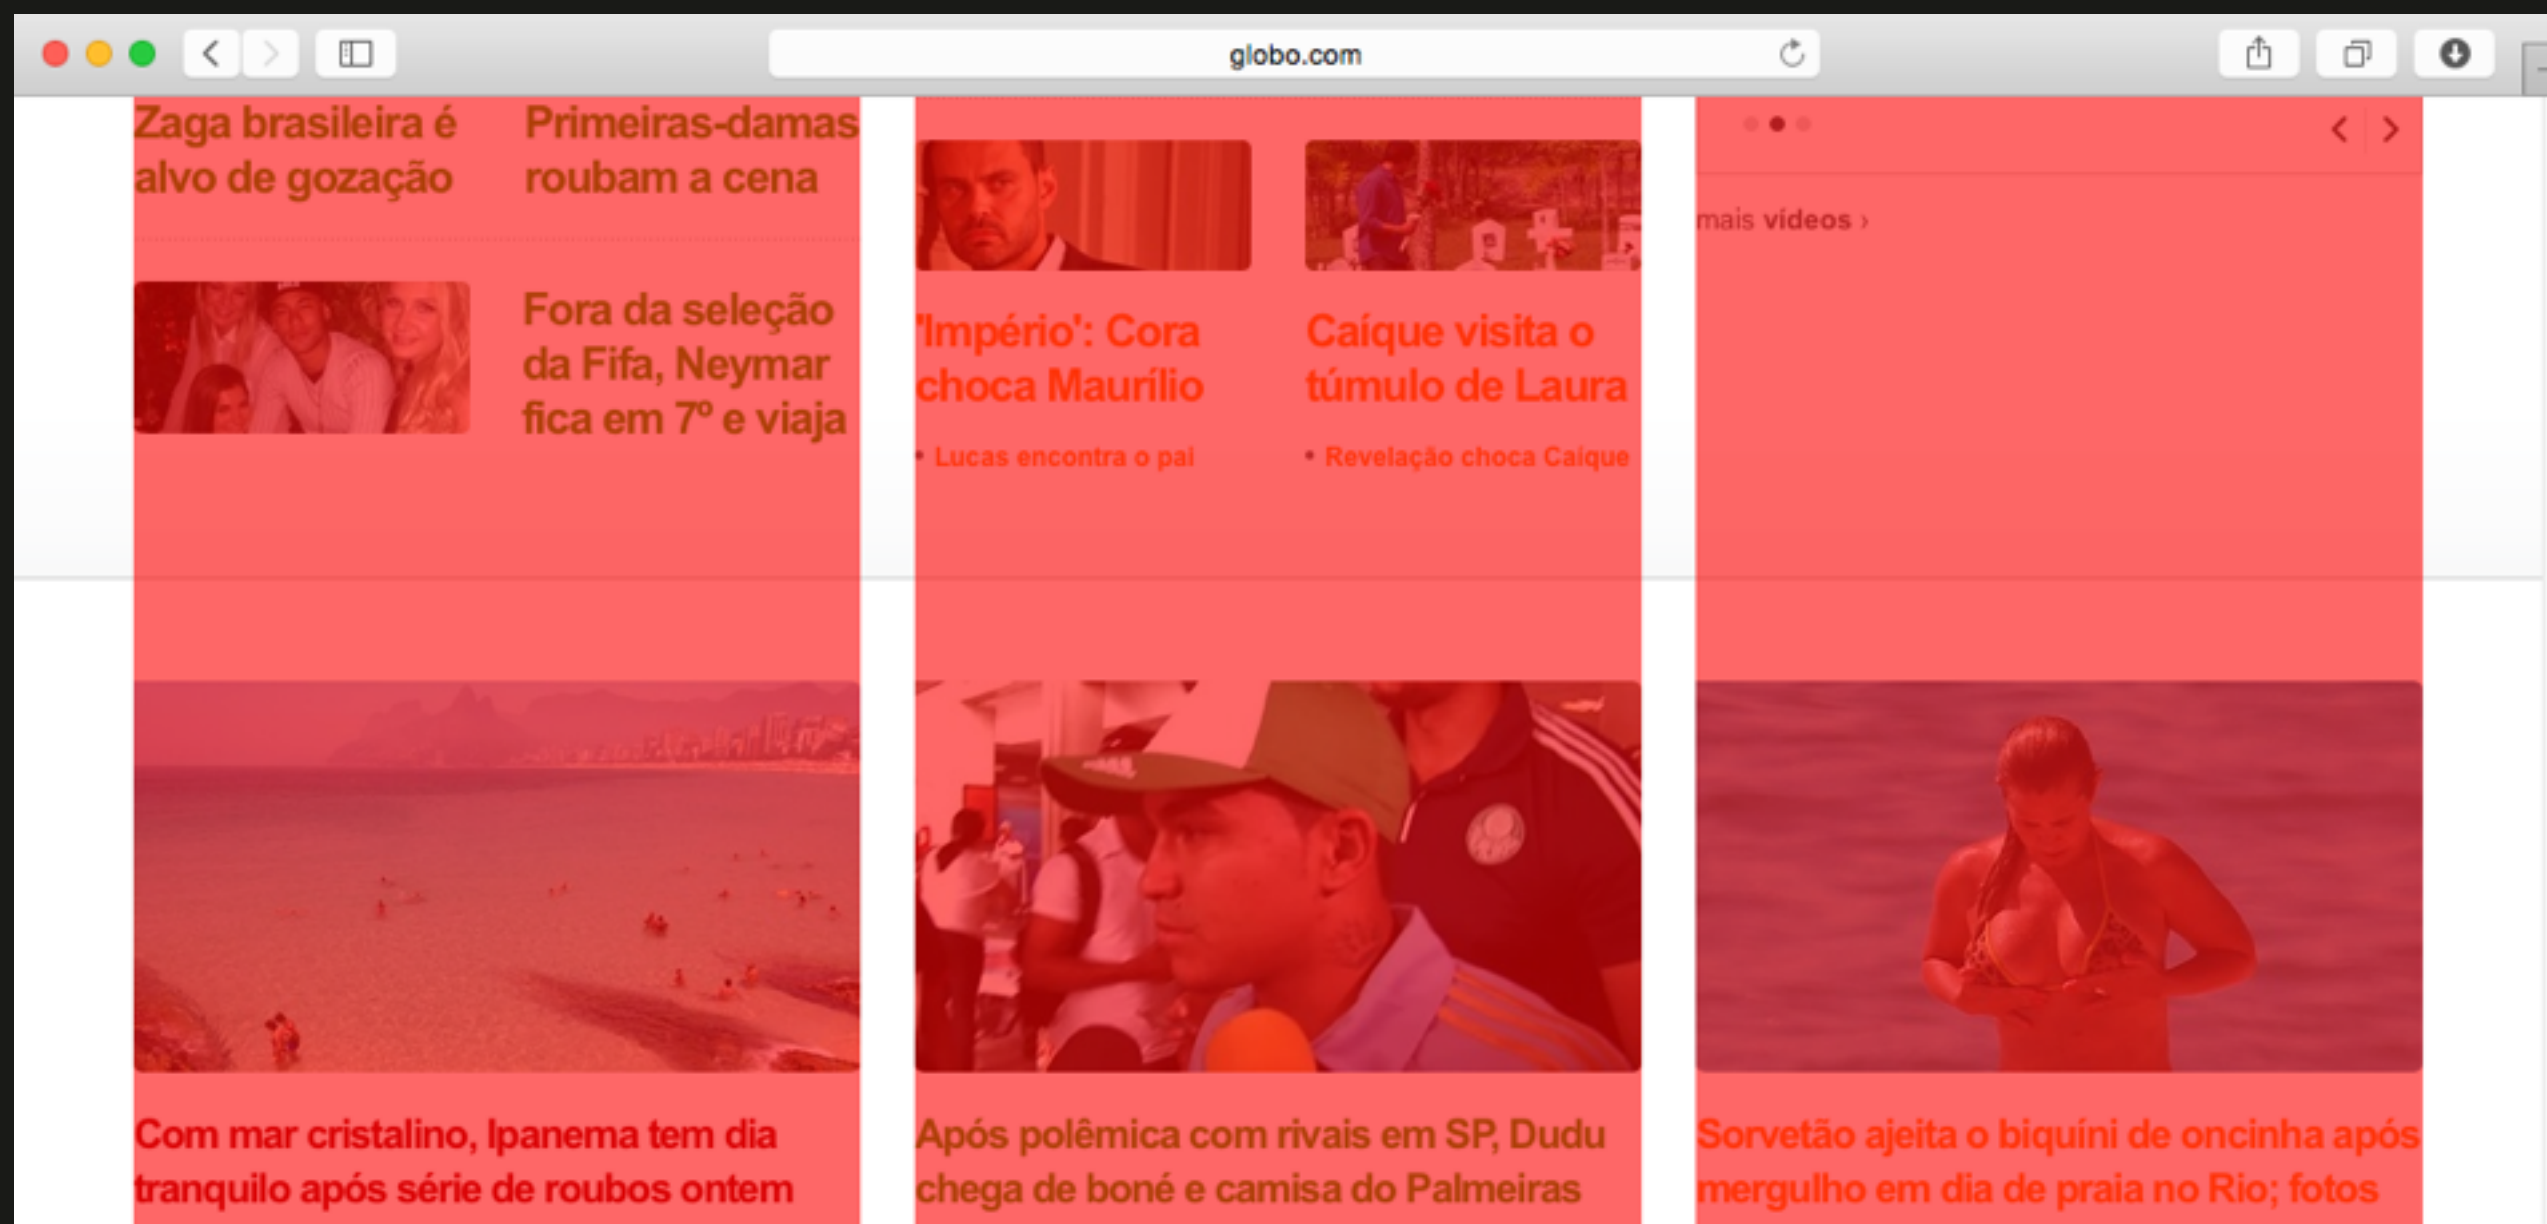 globo.com
Zaga brasileira é
alvo de gozação
Primeiras-damas
roubam a cena
Fora da seleção
da Fifa, Neymar
fica em 7º e viaja
'Império': Cora
choca Maurílio
• Lucas encontra o pai
Caíque visita o
túmulo de Laura
• Revelação choca Caíque
mais vídeos ›
Com mar cristalino, Ipanema tem dia
tranquilo após série de roubos ontem
Após polêmica com rivais em SP, Dudu
chega de boné e camisa do Palmeiras
Sorvetão ajeita o biquíni de oncinha após
mergulho em dia de praia no Rio; fotos